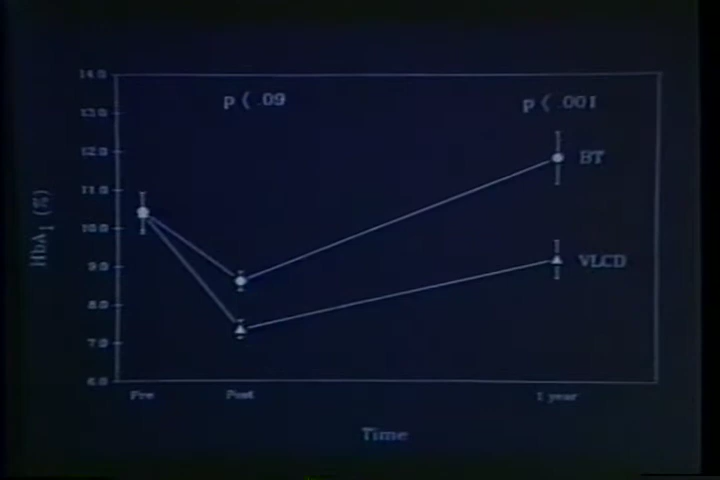 14.0
p < .09
p < .001
13.0
12.0
BT
11.0
HbA1 (%)
10.0
9.0
VLCD
8.0
7.0
6.0
Pre
Post
1 year
Time